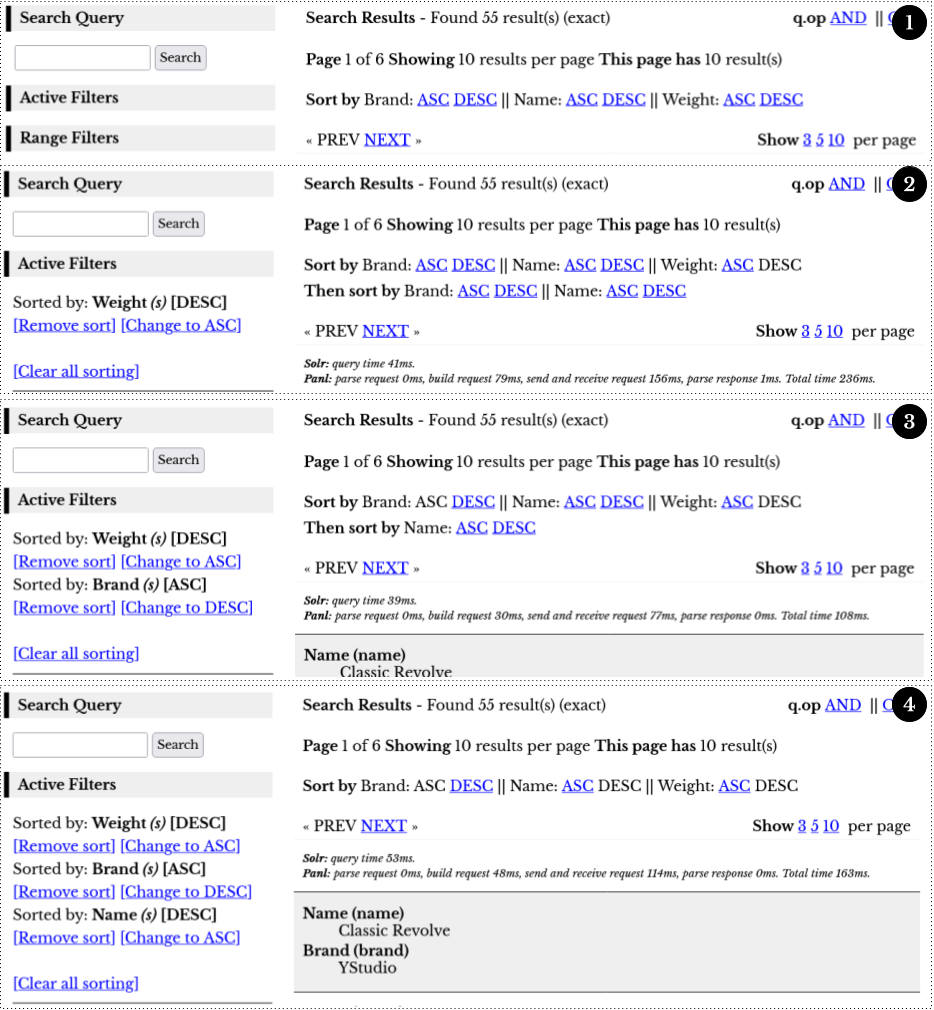 Search Query
Search
Active Filters
Range Filters
Search Results - Found 55 result(s) (exact)
q.op AND ||
1
Page 1 of 6 Showing 10 results per page This page has 10 result(s)
Sort by Brand: ASC DESC || Name: ASC DESC || Weight: ASC DESC
« PREV NEXT »
Show 3 5 10 per page
Search Query
Search
Active Filters
Sorted by: Weight (s) [DESC]
[Remove sort] [Change to ASC]
[Clear all sorting]
Search Results - Found 55 result(s) (exact)
q.op AND ||
2
Page 1 of 6 Showing 10 results per page This page has 10 result(s)
Sort by Brand: ASC DESC || Name: ASC DESC || Weight: ASC DESC
Then sort by Brand: ASC DESC || Name: ASC DESC
« PREV NEXT »
Show 3 5 10 per page
Solr: query time 41ms.
Panl: parse request 0ms, build request 79ms, send and receive request 156ms, parse response 1ms. Total time 236ms.
Search Query
Search
Active Filters
Sorted by: Weight (s) [DESC]
[Remove sort] [Change to ASC]
Sorted by: Brand (s) [ASC]
[Remove sort] [Change to DESC]
[Clear all sorting]
Search Results - Found 55 result(s) (exact)
q.op AND ||
3
Page 1 of 6 Showing 10 results per page This page has 10 result(s)
Sort by Brand: ASC DESC || Name: ASC DESC || Weight: ASC DESC
Then sort by Name: ASC DESC
« PREV NEXT »
Show 3 5 10 per page
Solr: query time 39ms.
Panl: parse request 0ms, build request 30ms, send and receive request 77ms, parse response 0ms. Total time 108ms.
Name (name)
Classic Revolve
Search Query
Search
Active Filters
Sorted by: Weight (s) [DESC]
[Remove sort] [Change to ASC]
Sorted by: Brand (s) [ASC]
[Remove sort] [Change to DESC]
Sorted by: Name (s) [DESC]
[Remove sort] [Change to ASC]
[Clear all sorting]
Search Results - Found 55 result(s) (exact)
q.op AND ||
4
Page 1 of 6 Showing 10 results per page This page has 10 result(s)
Sort by Brand: ASC DESC || Name: ASC DESC || Weight: ASC DESC
« PREV NEXT »
Show 3 5 10 per page
Solr: query time 53ms.
Panl: parse request 0ms, build request 48ms, send and receive request 114ms, parse response 0ms. Total time 163ms.
Name (name)
Classic Revolve
Brand (brand)
YStudio